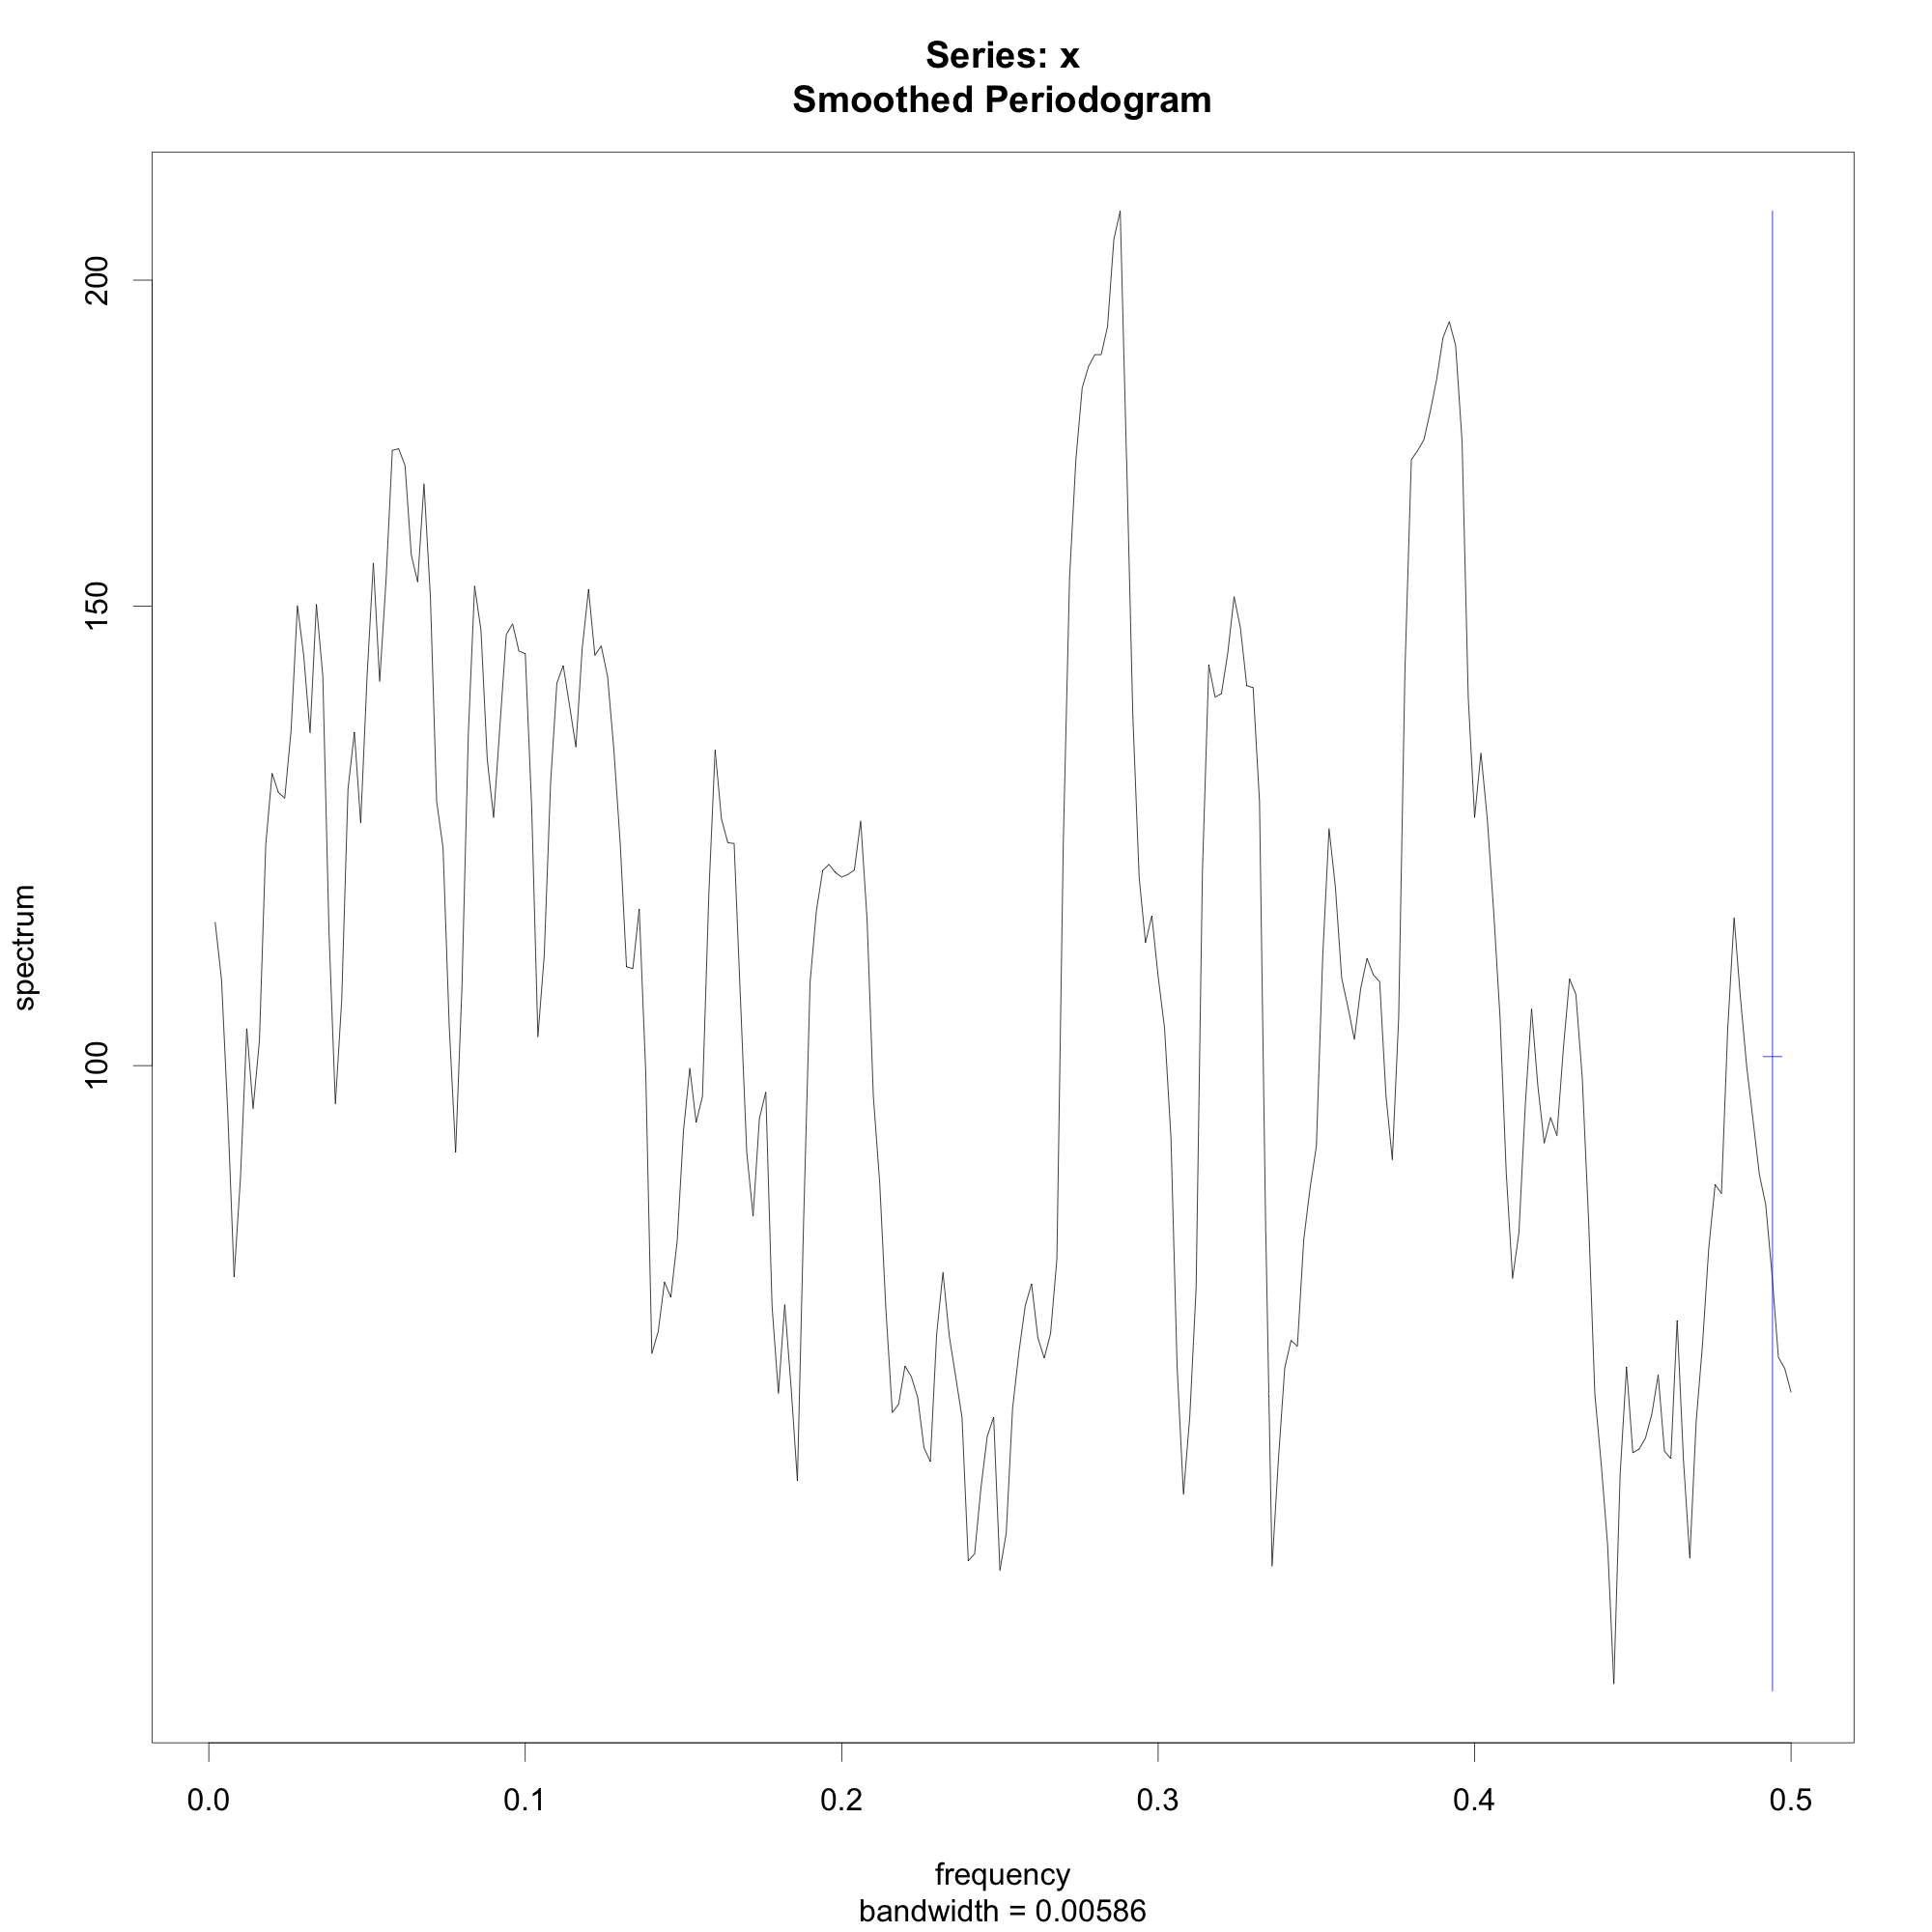 Series: x
Smoothed Periodogram
200
150
100
spectrum
0.0 0.1 0.2 0.3 0.4 0.5
frequency
bandwidth = 0.00586